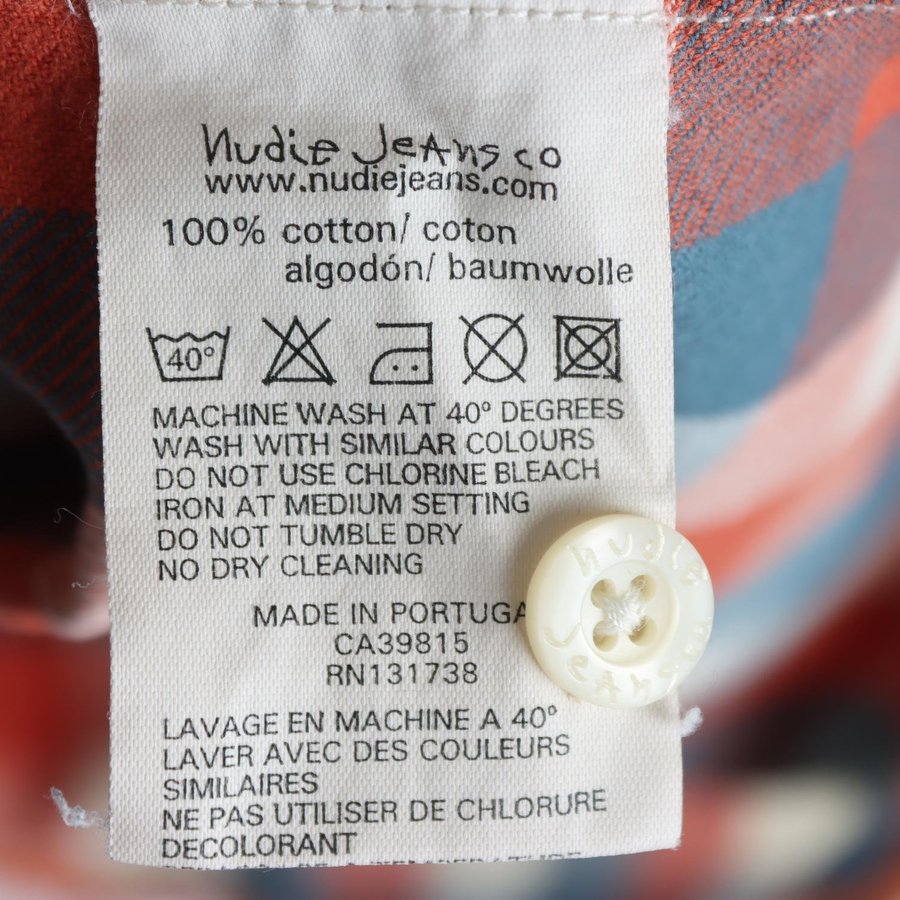 nudie Jeans co
www.nudiejeans.com
100% cotton/ coton
algodón/ baumwolle
40°
MACHINE WASH AT 40º DEGREES
WASH WITH SIMILAR COLOURS
DO NOT USE CHLORINE BLEACH
IRON AT MEDIUM SETTING
DO NOT TUMBLE DRY
NO DRY CLEANING
MADE IN PORTUGA
CA39815
RN131738
nudie
Jeans co
LAVAGE EN MACHINE A 40º
LAVER AVEC DES COULEURS
SIMILAIRES
NE PAS UTILISER DE CHLORURE
DECOLORANT